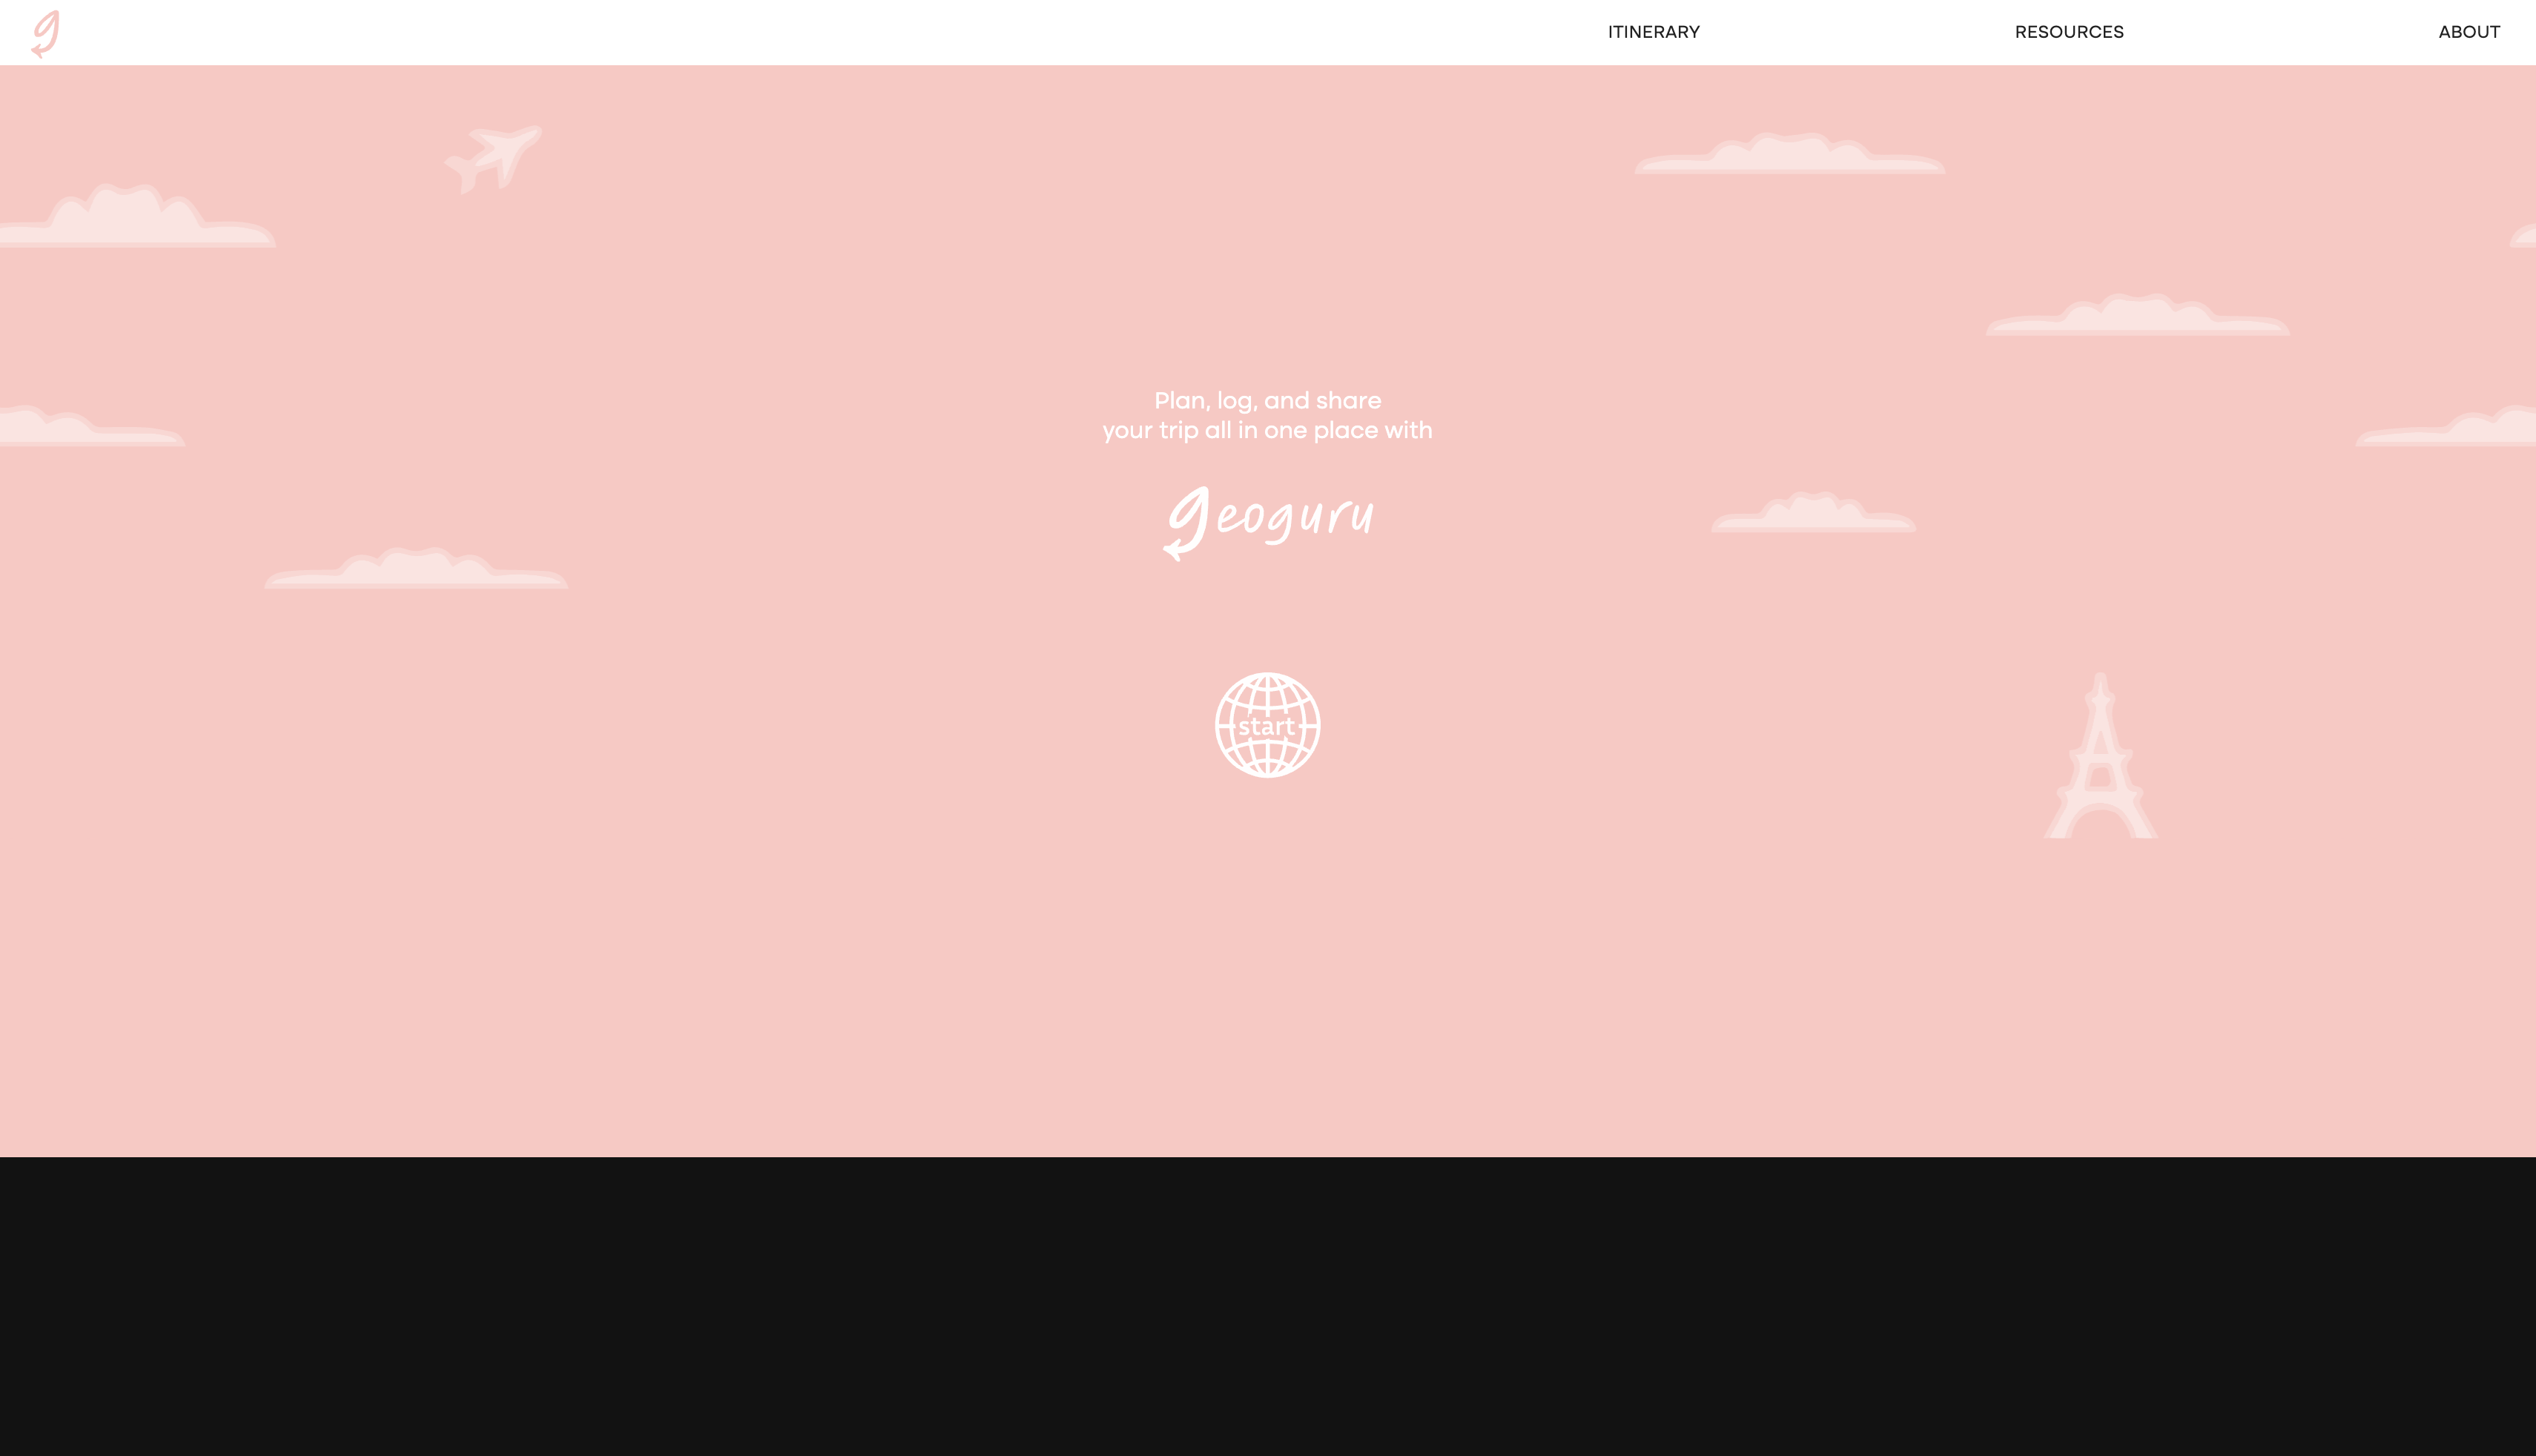 g
ITINERARY
RESOURCES
ABOUT
Plan, log, and share
your trip all in one place with
geoguru
start